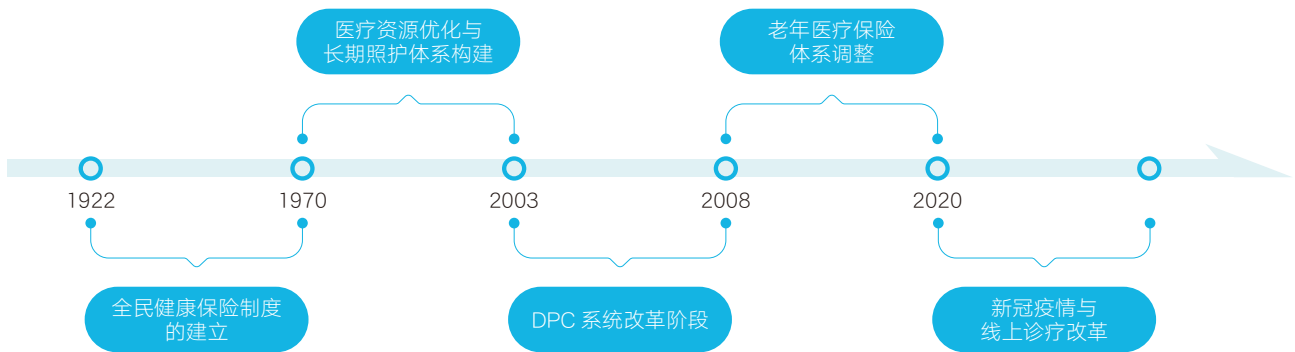 医疗资源优化与
长期照护体系构建
老年医疗保险
体系调整
1922
1970
2003
2008
2020
全民健康保险制度
的建立
DPC 系统改革阶段
新冠疫情与
线上诊疗改革